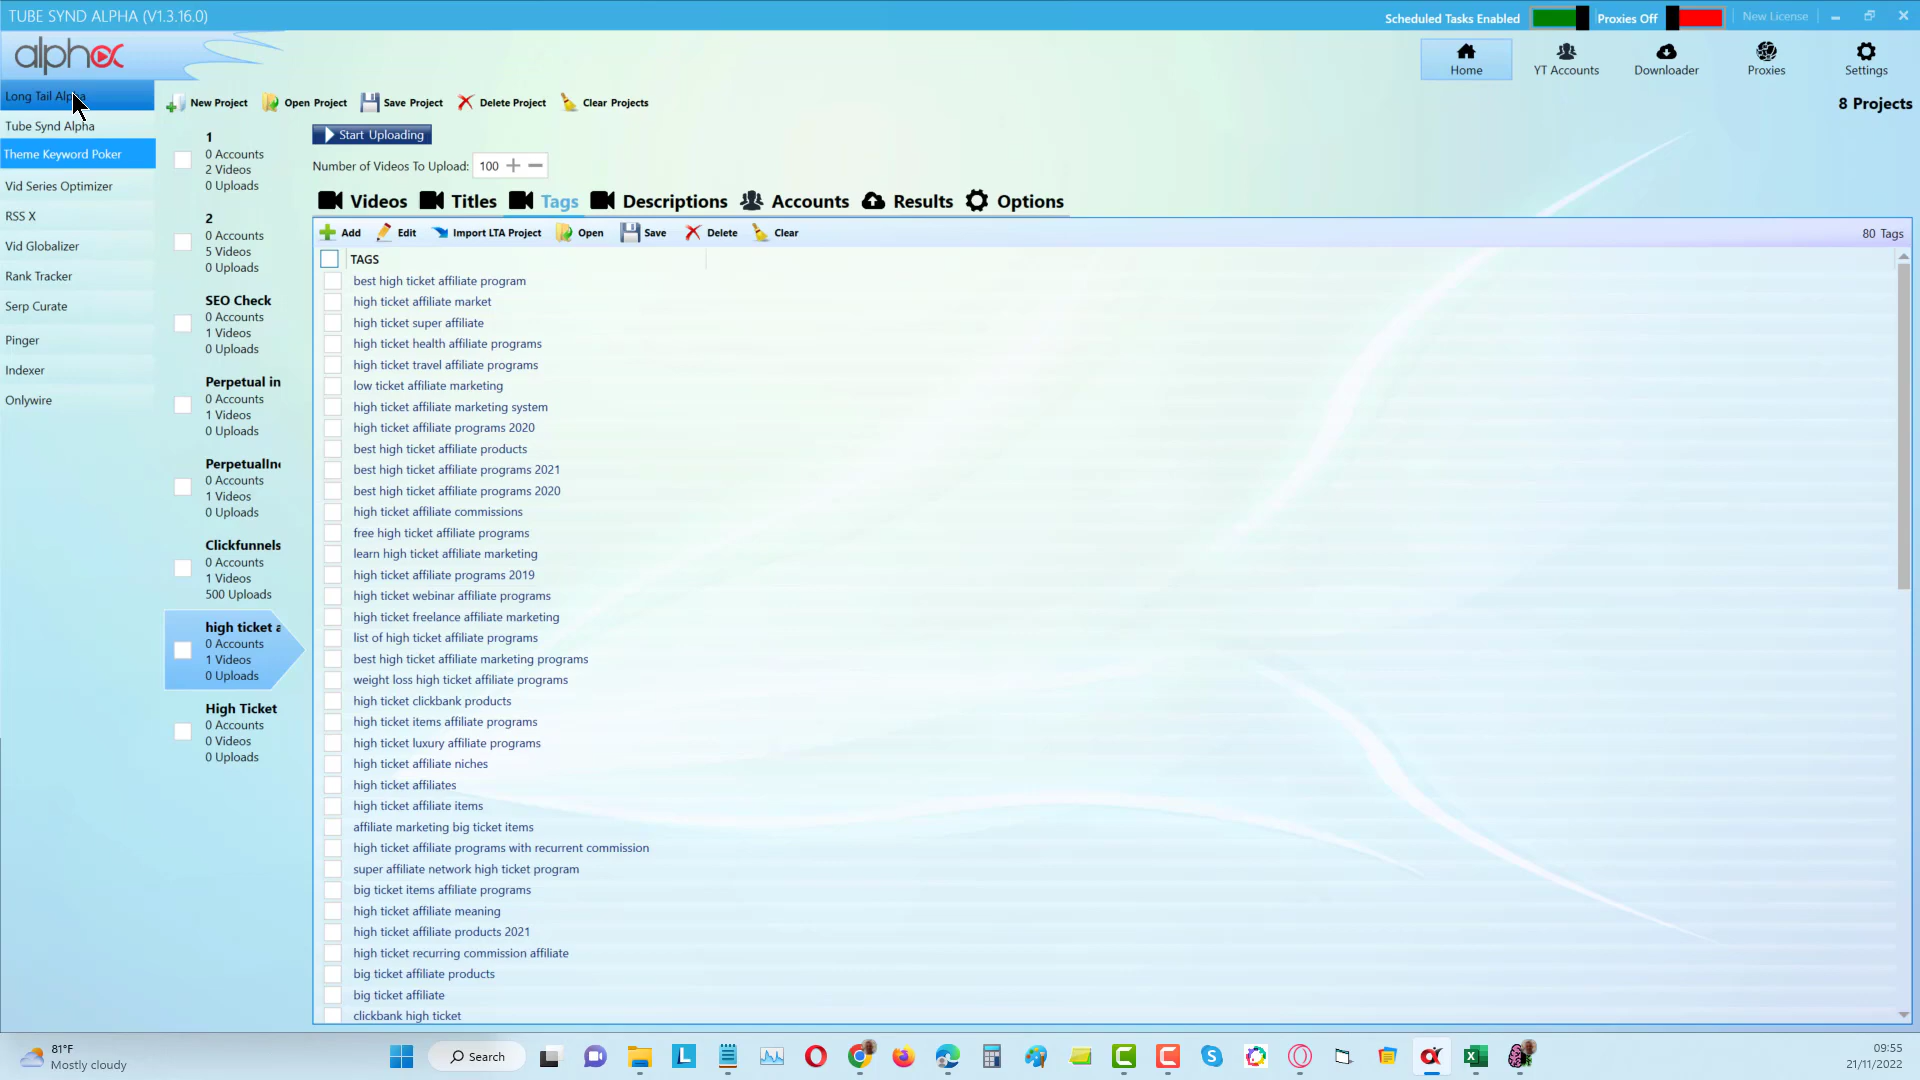 TUBE SYND ALPHA (V1.3.16.0)
Scheduled Tasks Enabled
Proxies Off
New License
alpha
Home
YT Accounts
Downloader
Proxies
Settings
Long Tail Alpha
Tube Synd Alpha
Theme Keyword Poker
Vid Series Optimizer
RSS X
Vid Globalizer
Rank Tracker
Serp Curate
Pinger
Indexer
Onlywire
New Project
Open Project
Save Project
Delete Project
Clear Projects
8 Projects
1
0 Accounts
2 Videos
0 Uploads
2
0 Accounts
5 Videos
0 Uploads
SEO Check
0 Accounts
1 Videos
0 Uploads
Perpetual in
0 Accounts
1 Videos
0 Uploads
PerpetualIn
0 Accounts
1 Videos
0 Uploads
Clickfunnels
0 Accounts
1 Videos
500 Uploads
high ticket a
0 Accounts
1 Videos
0 Uploads
High Ticket
0 Accounts
0 Videos
0 Uploads
Start Uploading
Number of Videos To Upload: 100
Videos
Titles
Tags
Descriptions
Accounts
Results
Options
Add
Edit
Import LTA Project
Open
Save
Delete
Clear
80 Tags
TAGS
best high ticket affiliate program
high ticket affiliate market
high ticket super affiliate
high ticket health affiliate programs
high ticket travel affiliate programs
low ticket affiliate marketing
high ticket affiliate marketing system
high ticket affiliate programs 2020
best high ticket affiliate products
best high ticket affiliate programs 2021
best high ticket affiliate programs 2020
high ticket affiliate commissions
free high ticket affiliate programs
learn high ticket affiliate marketing
high ticket affiliate programs 2019
high ticket webinar affiliate programs
high ticket freelance affiliate marketing
list of high ticket affiliate programs
best high ticket affiliate marketing programs
weight loss high ticket affiliate programs
high ticket clickbank products
high ticket items affiliate programs
high ticket luxury affiliate programs
high ticket affiliate niches
high ticket affiliates
high ticket affiliate items
affiliate marketing big ticket items
high ticket affiliate programs with recurrent commission
super affiliate network high ticket program
big ticket items affiliate programs
high ticket affiliate meaning
high ticket affiliate products 2021
high ticket recurring commission affiliate
big ticket affiliate products
big ticket affiliate
clickbank high ticket
81°F
Mostly cloudy
Search
09:55
21/11/2022